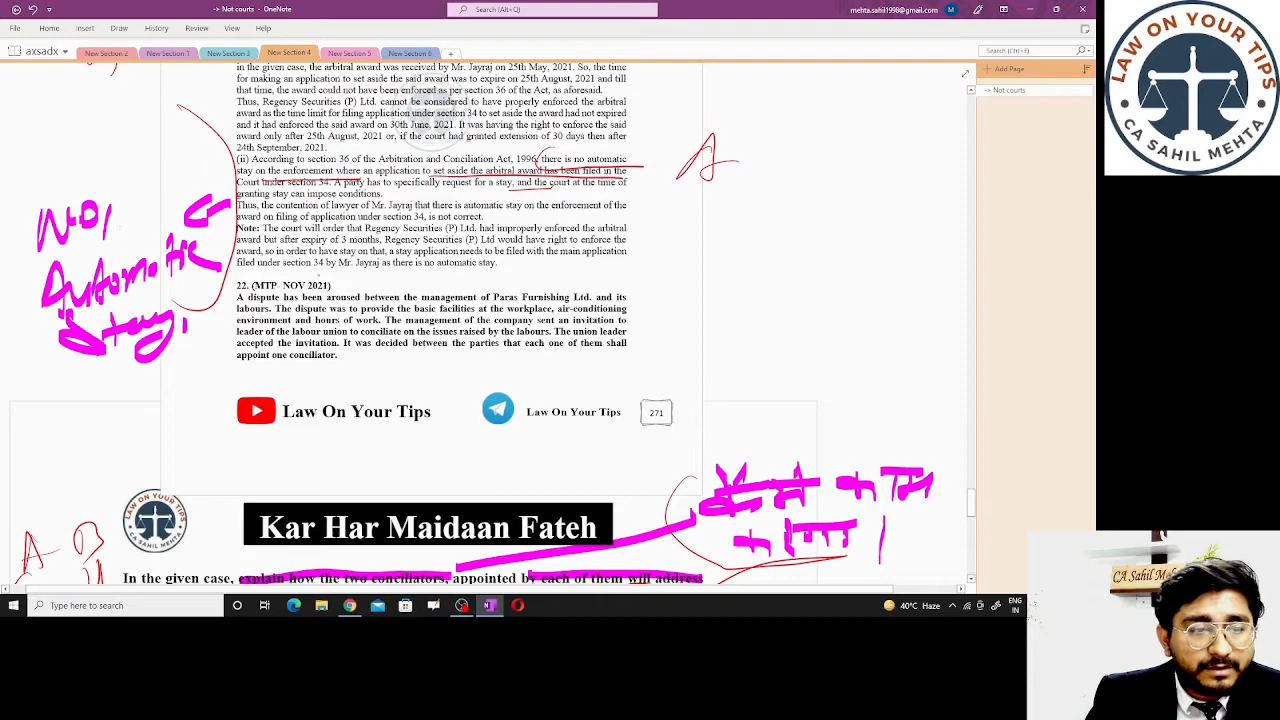 -> Not courts - OneNote
Search (Alt+Q)
mehta.sahil1998@gmail.com
M
File Home Insert Draw History Review View Help
axsadx
New Section 2 New Section 1 New Section 3 New Section 4 New Section 5 New Section 6 +
Search (Ctrl+E)
+ Add Page
-> Not courts
in the given case, the arbitral award was received by Mr. Jayraj on 25th May, 2021. So, the time
for making an application to set aside the said award was to expire on 25th August, 2021 and till
that time, the award could not have been enforced as per section 36 of the Act, as aforesaid.
Thus, Regency Securities (P) Ltd. cannot be considered to have properly enforced the arbitral
award as the time limit for filing application under section 34 to set aside the award had not expired
and it had enforced the said award on 30th June, 2021. It was having the right to enforce the said
award only after 25th August, 2021 or, if the court had granted extension of 30 days then after
24th September, 2021.
(ii) According to section 36 of the Arbitration and Conciliation Act, 1996, there is no automatic
stay on the enforcement where an application to set aside the arbitral award has been filed in the
Court under section 34. A party has to specifically request for a stay, and the court at the time of
granting stay can impose conditions.
Thus, the contention of lawyer of Mr. Jayraj that there is automatic stay on the enforcement of the
award on filing of application under section 34, is not correct.
Note: The court will order that Regency Securities (P) Ltd. had improperly enforced the arbitral
award but after expiry of 3 months, Regency Securities (P) Ltd would have right to enforce the
award, so in order to have stay on that, a stay application needs to be filed with the main application
filed under section 34 by Mr. Jayraj as there is no automatic stay.
A
Automatic
Stay
22. (MTP NOV 2021)
A dispute has been aroused between the management of Paras Furnishing Ltd. and its
labours. The dispute was to provide the basic facilities at the workplace, air-conditioning
environment and hours of work. The management of the company sent an invitation to
leader of the labour union to conciliate on the issues raised by the labours. The union leader
accepted the invitation. It was decided between the parties that each one of them shall
appoint one conciliator.
Law On Your Tips
Law On Your Tips
271
LAW ON YOUR TIPS
CA SAHIL MEHTA
Kar Har Maidaan Fateh
A B
In the given case, explain how the two conciliators, appointed by each of them will address
LAW ON YOUR TIPS
CA SAHIL MEHTA
Type here to search
40°C Haze
ENG
IN